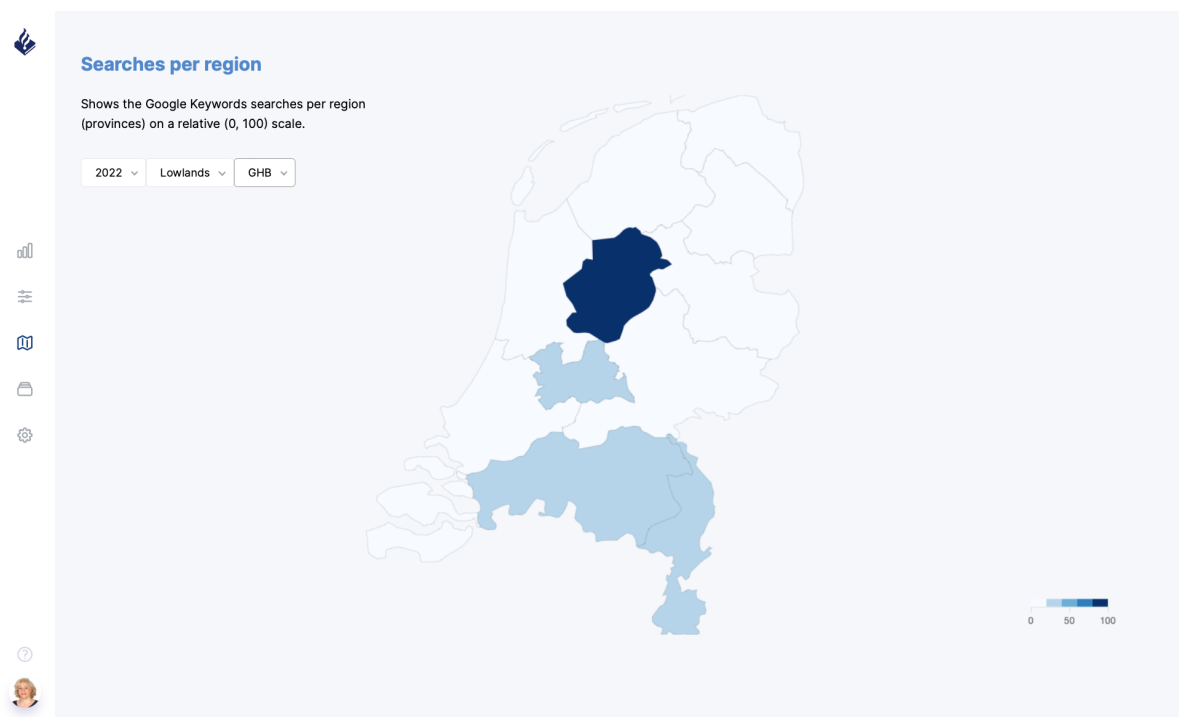 Searches per region
Shows the Google Keywords searches per region
(provinces) on a relative (0, 100) scale.
2022 Lowlands GHB
0 50 100
?